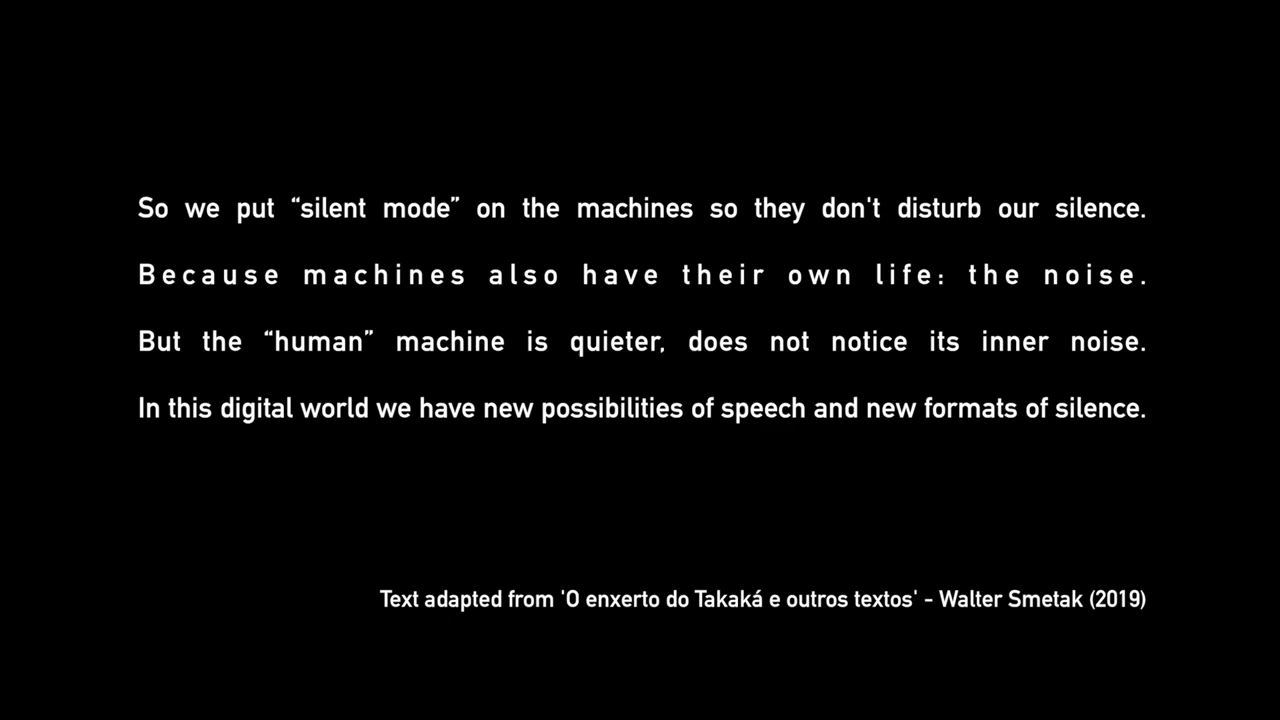 So we put “silent mode” on the machines so they don't disturb our silence.
Because machines also have their own life: the noise.
But the “human” machine is quieter, does not notice its inner noise.
In this digital world we have new possibilities of speech and new formats of silence.
Text adapted from 'O enxerto do Takaká e outros textos' - Walter Smetak (2019)